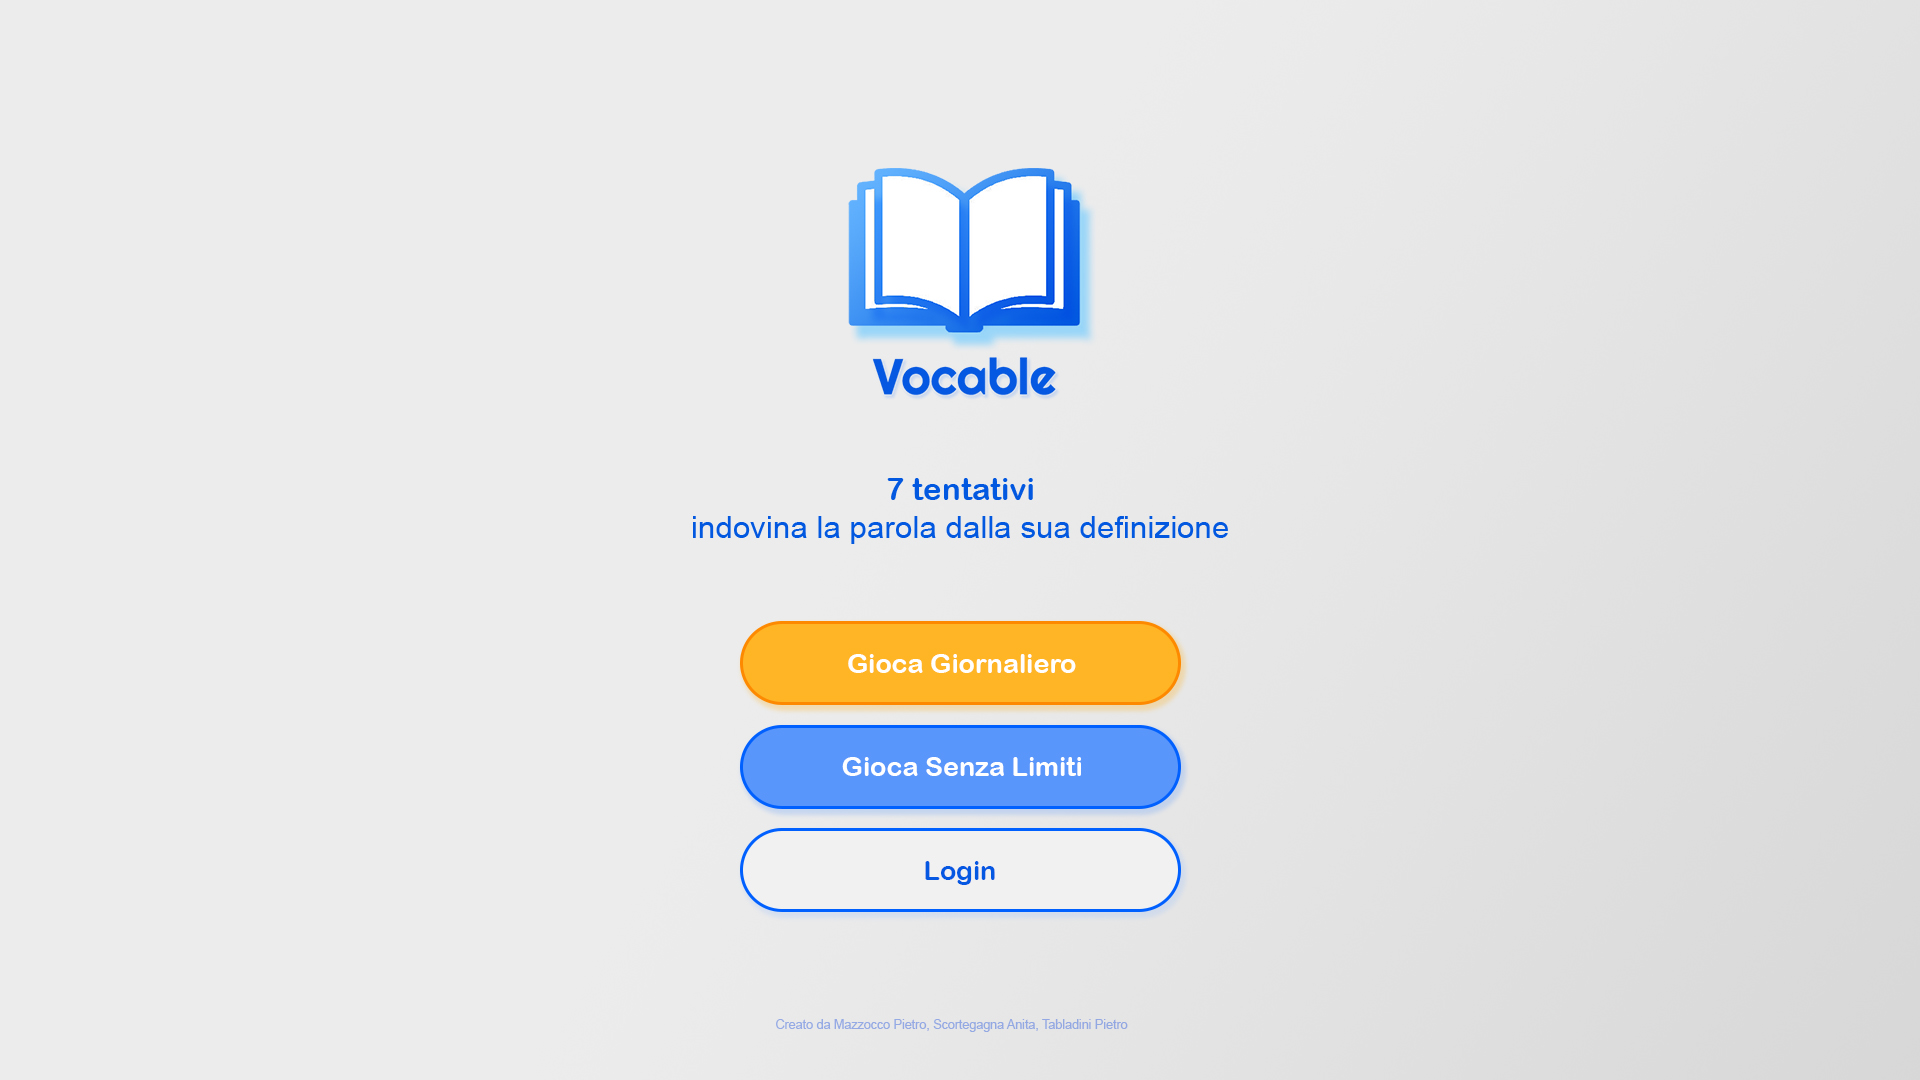 Vocable
7 tentativi
indovina la parola dalla sua definizione
Gioca Giornaliero
Gioca Senza Limiti
Login
Creato da Mazzocco Pietro, Scortegagna Anita, Tabladini Pietro